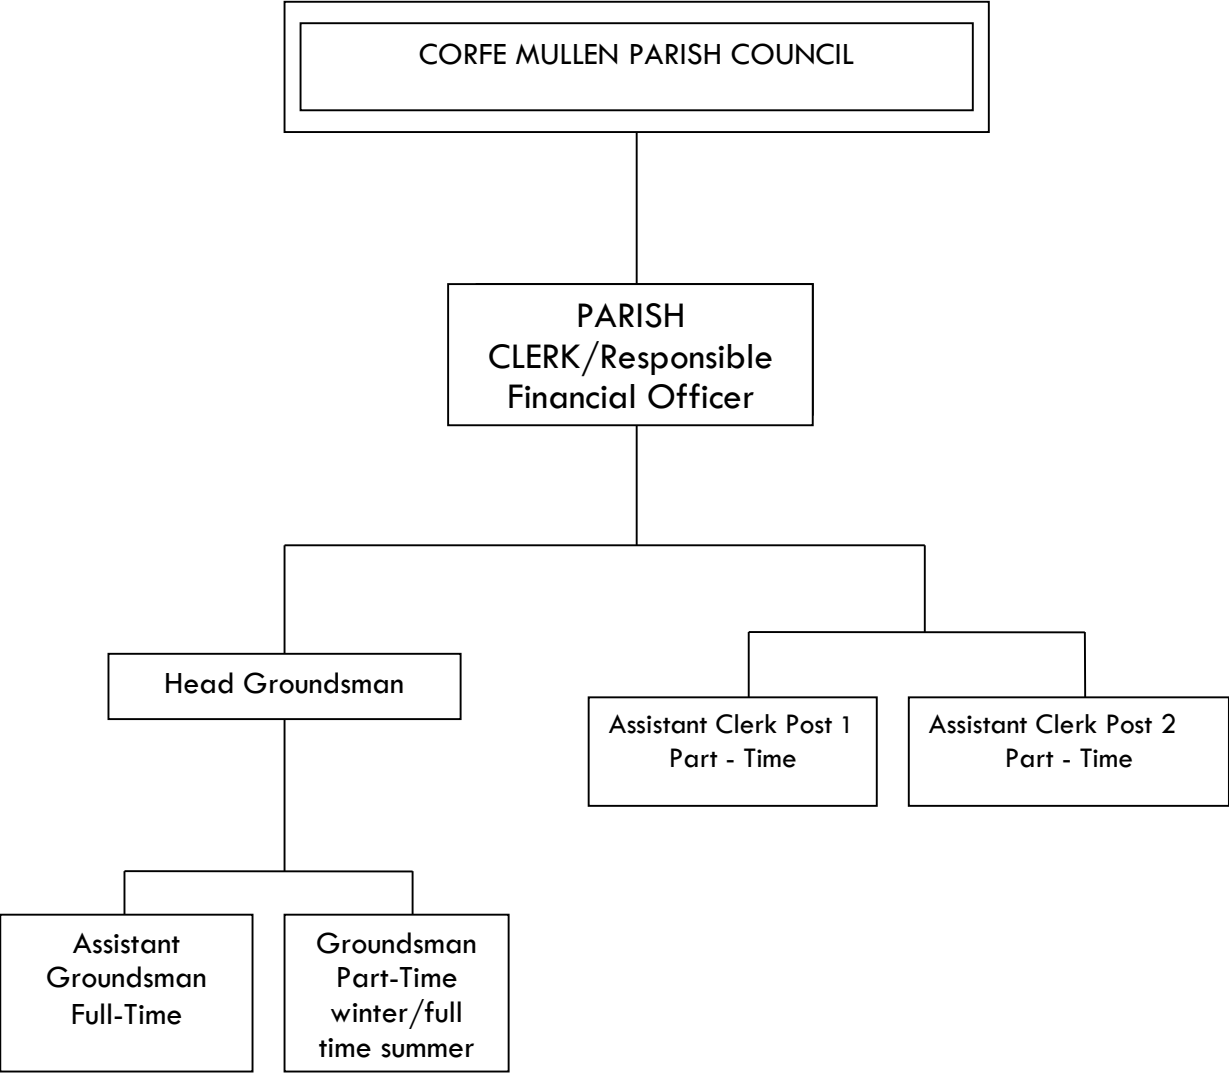 CORFE MULLEN PARISH COUNCIL
PARISH
CLERK/Responsible
Financial Officer
Head Groundsman
Assistant Clerk Post 1
Part - Time
Assistant Clerk Post 2
Part - Time
Assistant
Groundsman
Full-Time
Groundsman
Part-Time
winter/full
time summer